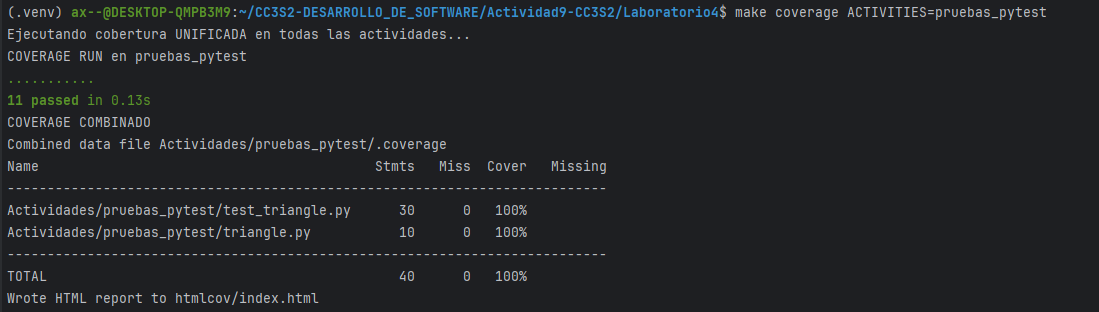 (.venv) ax--@DESKTOP-QMPB3M9:~/CC3S2-DESARROLLO_DE_SOFTWARE/Actividad9-CC3S2/Laboratorio4$ make coverage ACTIVITIES=pruebas_pytest
Ejecutando cobertura UNIFICADA en todas las actividades...
COVERAGE RUN en pruebas_pytest
...........
11 passed in 0.13s
COVERAGE COMBINADO
Combined data file Actividades/pruebas_pytest/.coverage
Name                                          Stmts   Miss  Cover   Missing
---------------------------------------------------------------------------
Actividades/pruebas_pytest/test_triangle.py      30      0   100%
Actividades/pruebas_pytest/triangle.py           10      0   100%
---------------------------------------------------------------------------
TOTAL                                            40      0   100%
Wrote HTML report to htmlcov/index.html